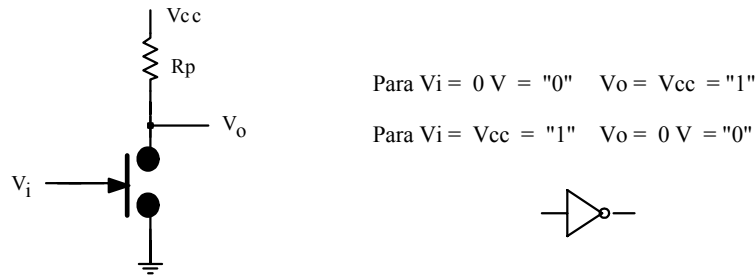 Vcc
Rp
Vo
Vi
Para Vi = 0 V = "0" Vo = Vcc = "1"
Para Vi = Vcc = "1" Vo = 0 V = "0"